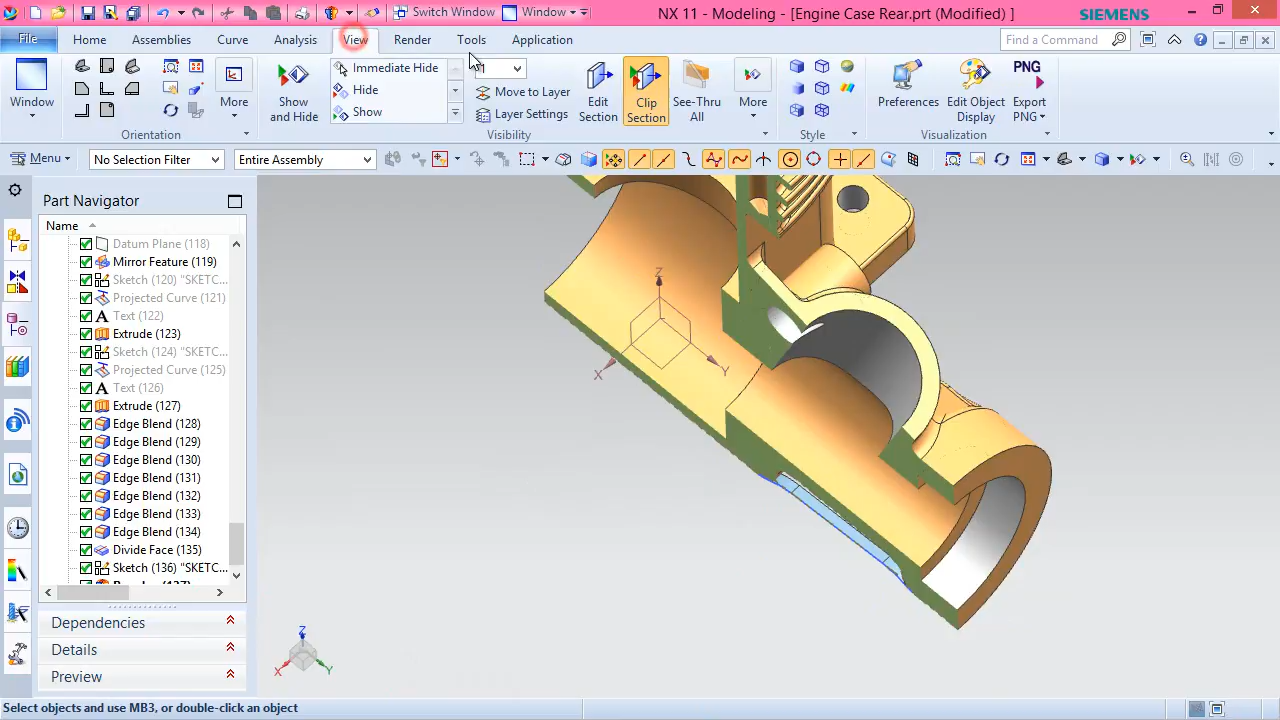 Switch Window
Window
NX 11 - Modeling - [Engine Case Rear.prt (Modified) ]
SIEMENS
File
Home
Assemblies
Curve
Analysis
View
Render
Tools
Application
Find a Command
Window
Orientation
More
Show and Hide
Immediate Hide
Hide
Show
Move to Layer
Layer Settings
Visibility
Edit Section
Clip Section
See-Thru All
More
Style
Preferences
Edit Object Display
PNG
Export PNG
Visualization
Menu
No Selection Filter
Entire Assembly
Part Navigator
Name
Datum Plane (118)
Mirror Feature (119)
Sketch (120) "SKETC...
Projected Curve (121)
Text (122)
Extrude (123)
Sketch (124) "SKETC...
Projected Curve (125)
Text (126)
Extrude (127)
Edge Blend (128)
Edge Blend (129)
Edge Blend (130)
Edge Blend (131)
Edge Blend (132)
Edge Blend (133)
Edge Blend (134)
Divide Face (135)
Sketch (136) "SKETC...
Dependencies
Details
Preview
Z
X
Y
Z
X
Y
Select objects and use MB3, or double-click an object